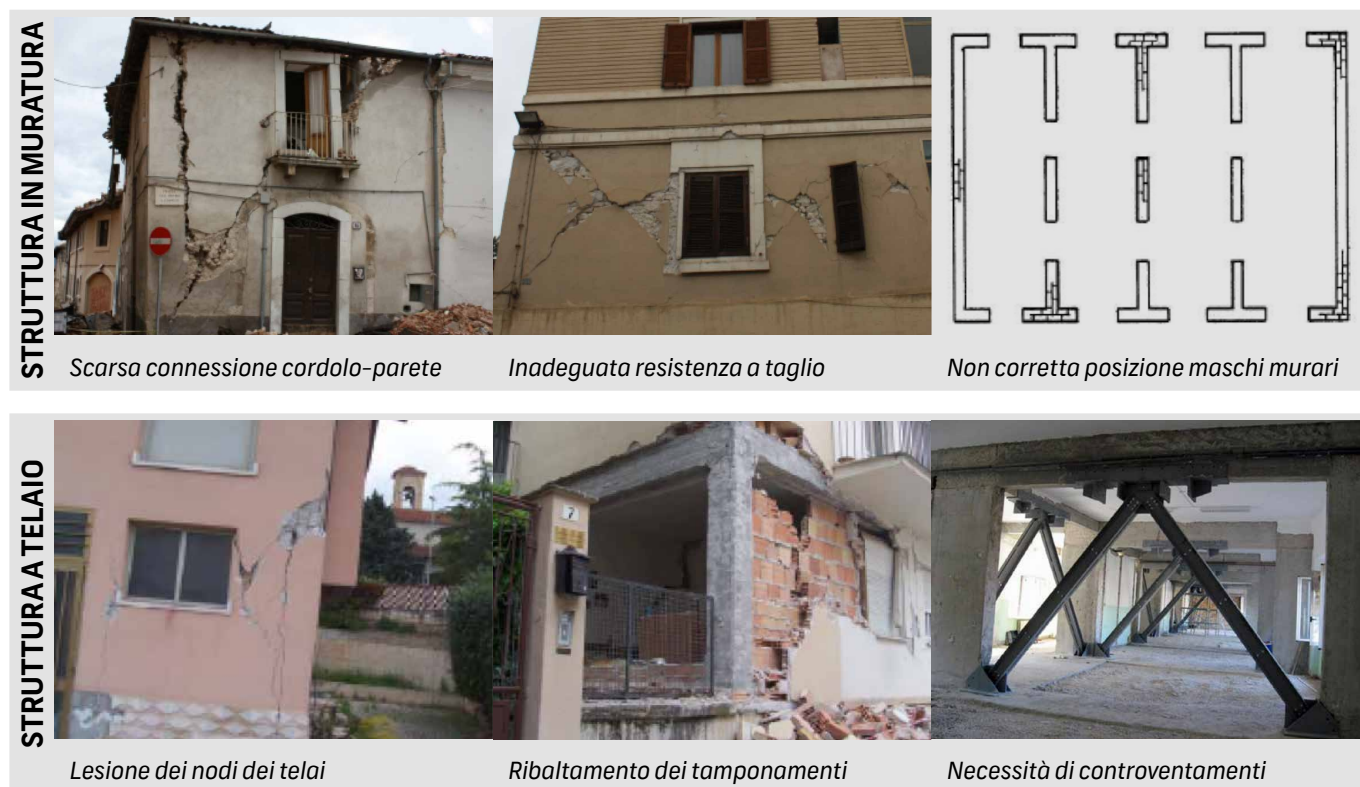 STRUTTURA IN MURATURA
Scarsa connessione cordolo-parete
Inadeguata resistenza a taglio
Non corretta posizione maschi murari
STRUTTURA A TELAIO
Lesione dei nodi dei telai
Ribaltamento dei tamponamenti
Necessità di controventamenti